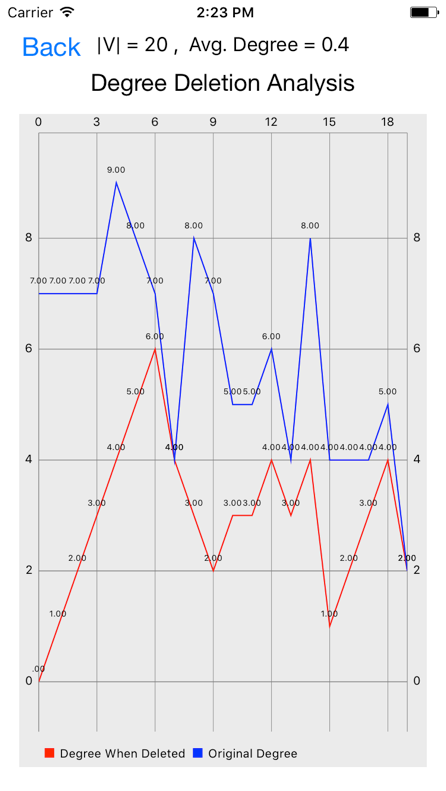 Carrier 2:23 PM
Back |V| = 20 , Avg. Degree = 0.4
Degree Deletion Analysis
0 3 6 9 12 15 18
9.00
8.00 8.00 8.00
8 8
7.00 7.00 7.00 7.00 7.00 7.00
6.00 6.00
6 6
5.00 5.00 5.00 5.00
4.00 4.00 4.00 4.00 4.00 4.00 4.00 4.00
4 4
3.00 3.00 3.00 3.00 3.00 3.00
2.00 2.00 2.00 2.00
2 2
1.00 1.00
.00
0 0
Degree When Deleted Original Degree